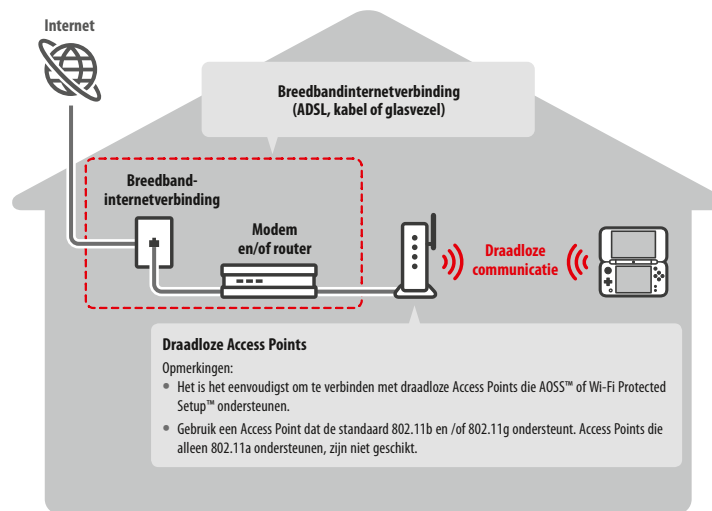 Internet
Breedbandinternetverbinding
(ADSL, kabel of glasvezel)
Breedband-
internetverbinding
Modem
en/of router
Draadloze
communicatie
Draadloze Access Points
Opmerkingen:
• Het is het eenvoudigst om te verbinden met draadloze Access Points die AOSS™ of Wi-Fi Protected
Setup™ ondersteunen.
• Gebruik een Access Point dat de standaard 802.11b en /of 802.11g ondersteunt. Access Points die
alleen 802.11a ondersteunen, zijn niet geschikt.